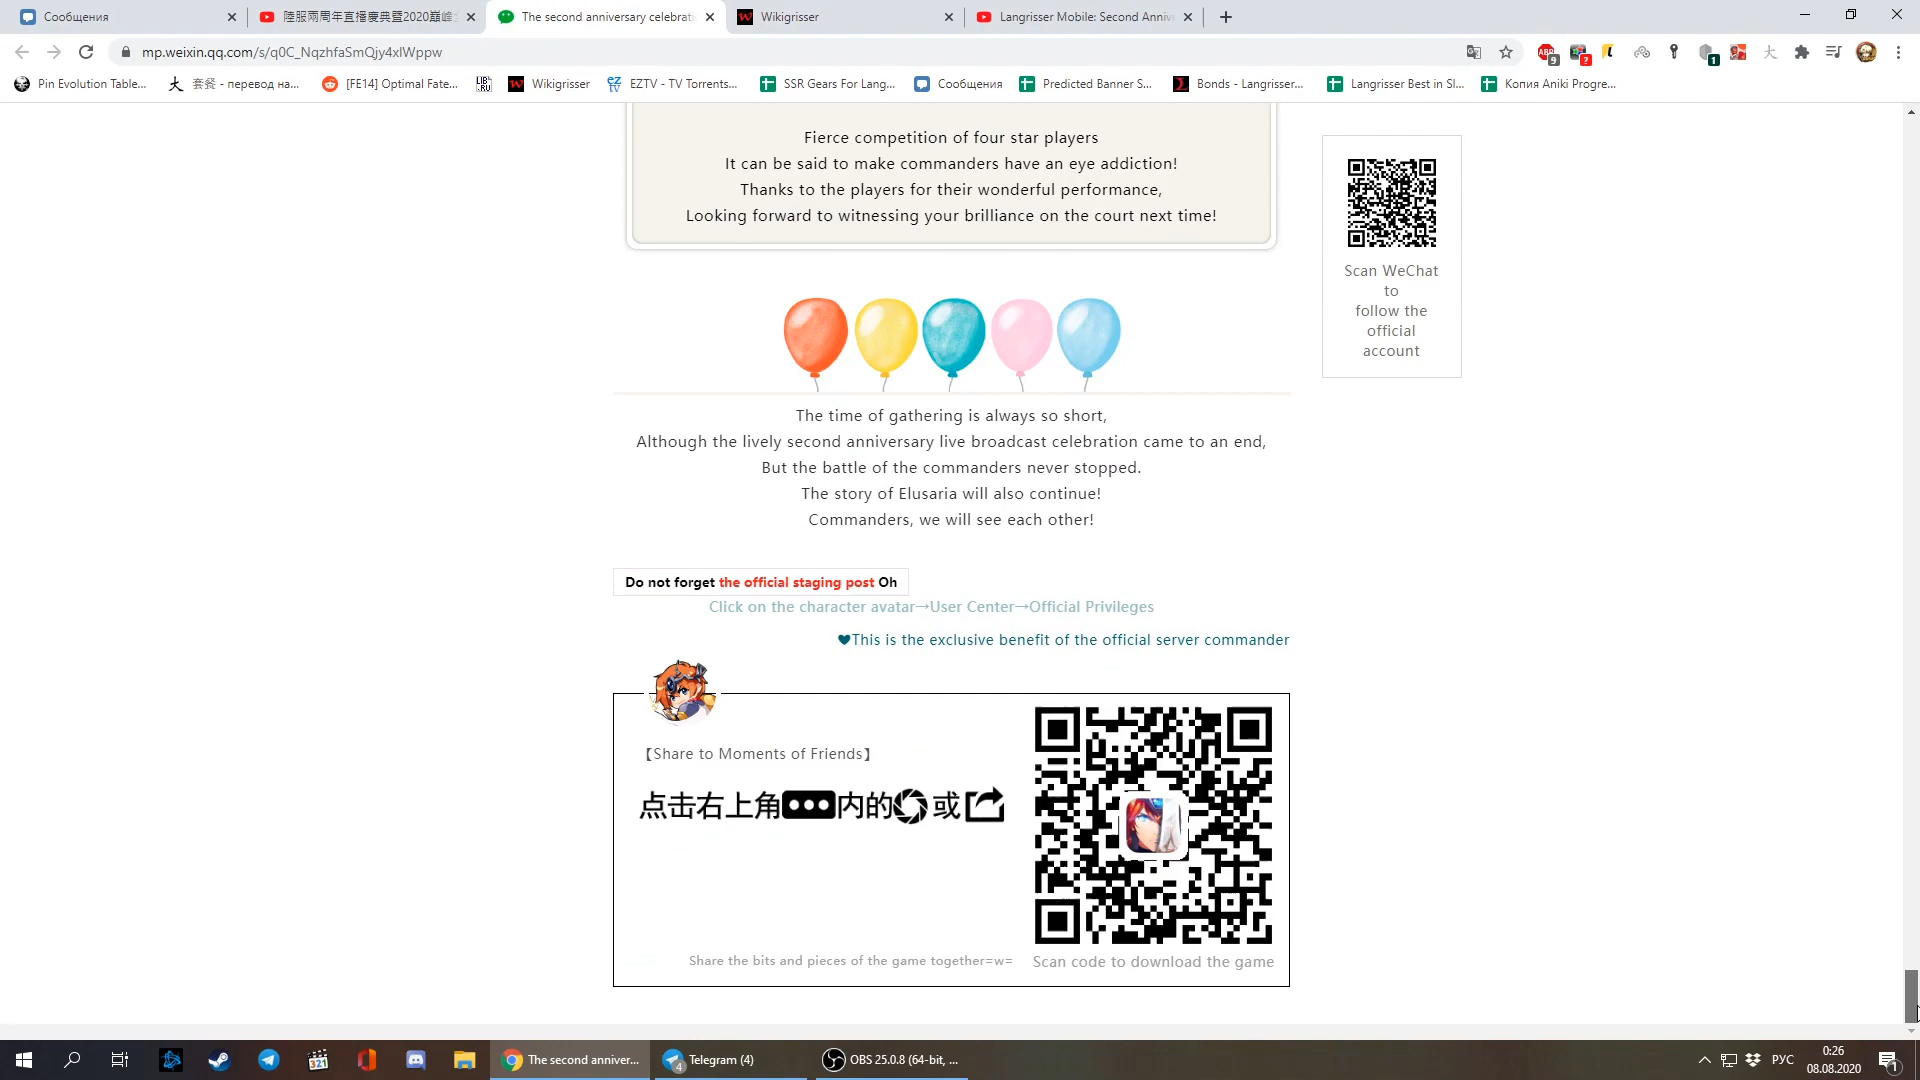 Сообщения
陸服兩周年直播慶典暨2020巔峰
The second anniversary celebrati
Wikigrisser
Langrisser Mobile: Second Anniv
mp.weixin.qq.com/s/q0C_NqzhfaSmQjy4xIWppw
Pin Evolution Table...
套餐 - перевод на...
[FE14] Optimal Fate...
Wikigrisser
EZTV - TV Torrents...
SSR Gears For Lang...
Сообщения
Predicted Banner S...
Bonds - Langrisser...
Langrisser Best in Sl...
Копия Aniki Progre...
Fierce competition of four star players
It can be said to make commanders have an eye addiction!
Thanks to the players for their wonderful performance,
Looking forward to witnessing your brilliance on the court next time!
Scan WeChat
to
follow the
official
account
The time of gathering is always so short,
Although the lively second anniversary live broadcast celebration came to an end,
But the battle of the commanders never stopped.
The story of Elusaria will also continue!
Commanders, we will see each other!
Do not forget the official staging post Oh
Click on the character avatar→User Center→Official Privileges
♥This is the exclusive benefit of the official server commander
【Share to Moments of Friends】
点击右上角 内的 或
Share the bits and pieces of the game together=w=
Scan code to download the game
The second anniver...
Telegram (4)
OBS 25.0.8 (64-bit, ...
РУС
0:26
08.08.2020